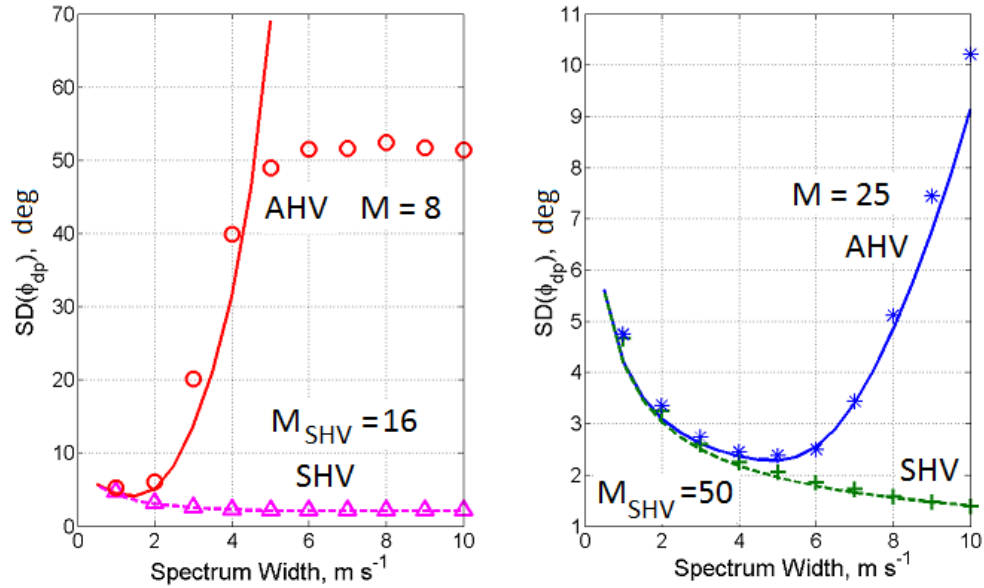 70
60
50
40
30
20
10
0
SD(ϕdp), deg
AHV M = 8
MSHV = 16
SHV
0 2 4 6 8 10
Spectrum Width, m s-1
11
10
9
8
7
6
5
4
3
2
1
SD(ϕdp), deg
M = 25
AHV
SHV
MSHV =50
0 2 4 6 8 10
Spectrum Width, m s-1